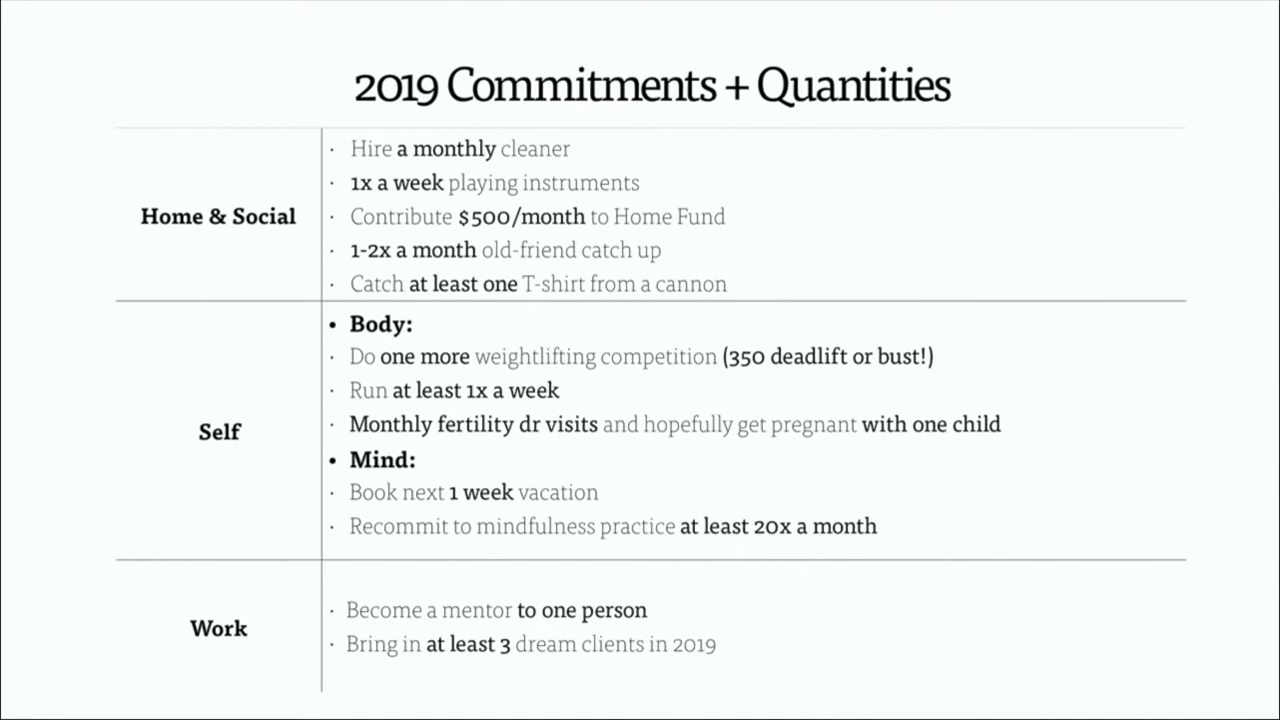 2019 Commitments + Quantities
Home & Social
· Hire a monthly cleaner
· 1x a week playing instruments
· Contribute $500/month to Home Fund
· 1-2x a month old-friend catch up
· Catch at least one T-shirt from a cannon
Self
• Body:
· Do one more weightlifting competition (350 deadlift or bust!)
· Run at least 1x a week
· Monthly fertility dr visits and hopefully get pregnant with one child
• Mind:
· Book next 1 week vacation
· Recommit to mindfulness practice at least 20x a month
Work
· Become a mentor to one person
· Bring in at least 3 dream clients in 2019